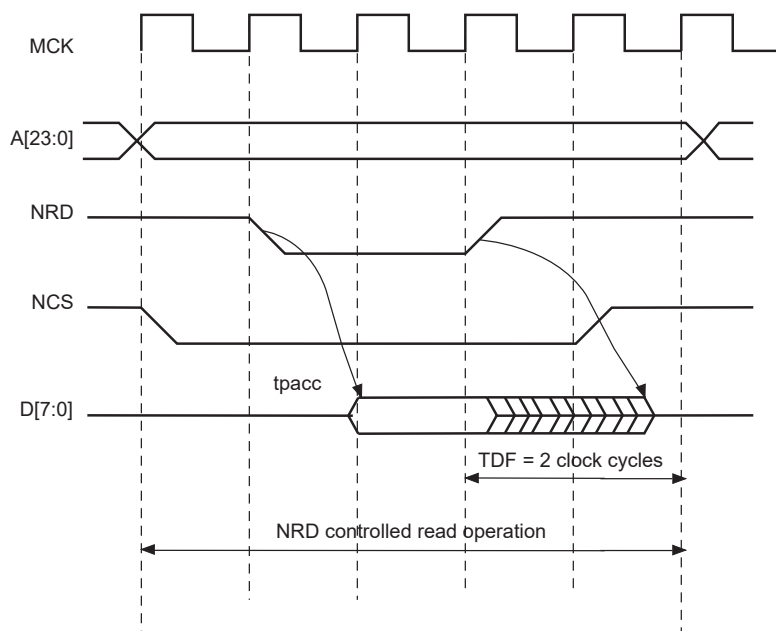 MCK
A[23:0]
NRD
NCS
tpacc
D[7:0]
TDF = 2 clock cycles
NRD controlled read operation